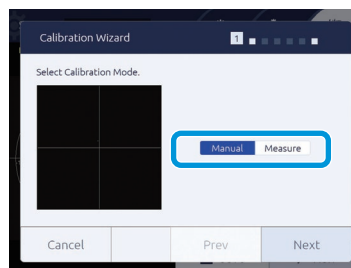 Calibration Wizard
1
Select Calibration Mode.
Manual Measure
Cancel Prev Next